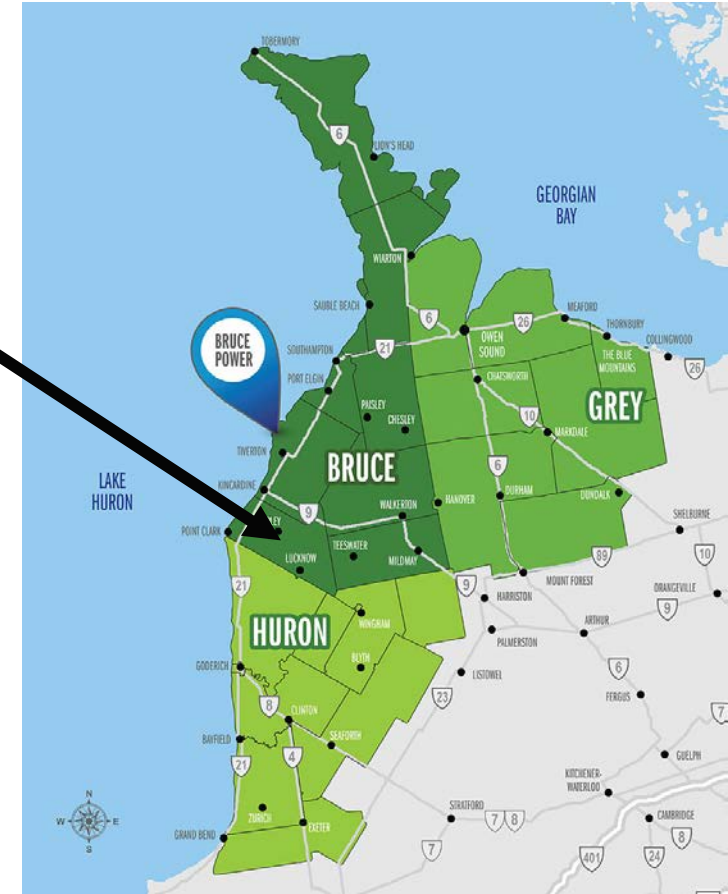 TOBERMORY
6
LION'S HEAD
GEORGIAN
BAY
WIARTON
SAUBLE BEACH
6
26
MEAFORD
THORNBURY
COLLINGWOOD
BRUCE
POWER
SOUTHAMPTON
21
OWEN
SOUND
THE BLUE
MOUNTAINS
26
PORT ELGIN
CHATSWORTH
PAISLEY
CHESLEY
10
GREY
MARKDALE
TIVERTON
BRUCE
6
LAKE
HURON
KINCARDINE
9
WALKERTON
HANOVER
DURHAM
DUNDALK
SHELBURNE
POINT CLARK
TEESWATER
LUCKNOW
MILDMAY
89
10
21
9
MOUNT FOREST
ORANGEVILLE
HARRISTON
9
HURON
WINGHAM
ARTHUR
PALMERSTON
BLYTH
GODERICH
LISTOWEL
6
23
FERGUS
8
CLINTON
7
BAYFIELD
SEAFORTH
4
21
GUELPH
KITCHENER-
WATERLOO
N
W
E
S
STRATFORD
7
8
ZURICH
EXETER
CAMBRIDGE
GRAND BEND
8
7
401
24